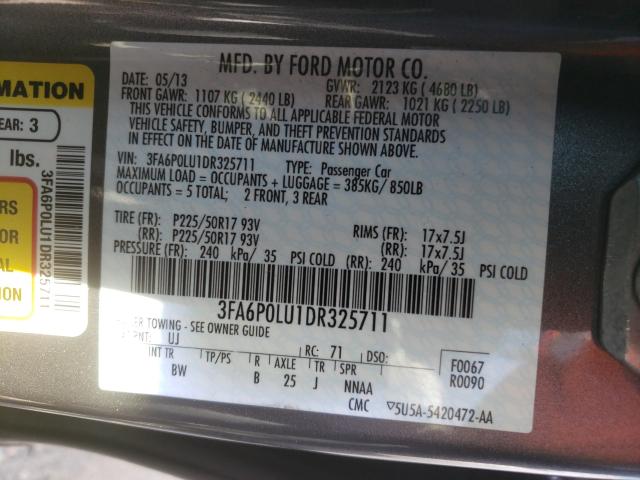 MFD. BY FORD MOTOR CO.
DATE: 05/13 GVWR: 2123 KG ( 4680 LB)
FRONT GAWR: 1107 KG ( 2440 LB) REAR GAWR: 1021 KG ( 2250 LB)
THIS VEHICLE CONFORMS TO ALL APPLICABLE FEDERAL MOTOR
VEHICLE SAFETY, BUMPER, AND THEFT PREVENTION STANDARDS
IN EFFECT ON THE DATE OF MANUFACTURE SHOWN ABOVE.
VIN: 3FA6P0LU1DR325711 TYPE: Passenger Car
MAXIMUM LOAD = OCCUPANTS + LUGGAGE = 385KG/ 850LB
OCCUPANTS = 5 TOTAL; 2 FRONT, 3 REAR
TIRE (FR): P225/50R17 93V RIMS (FR): 17x7.5J
(RR): P225/50R17 93V (RR): 17x7.5J
PRESSURE (FR): 240 kPa/ 35 PSI COLD (RR): 240 kPa/ 35 PSI COLD
3FA6P0LU1DR325711
TOWING - SEE OWNER GUIDE
PNT: UJ RC: 71 DSO:
INT TR TP/PS R AXLE TR SPR F0067
BW B 25 J NNAA R0090
CMC 5U5A-5420472-AA
MATION
EAR: 3
lbs.
RS
OR
TION
3FA6P0LU1DR325711